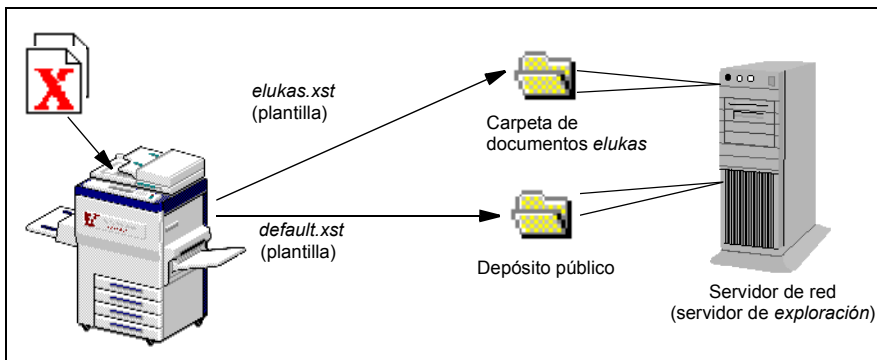 X
elukas.xst
(plantilla)
Carpeta de
documentos elukas
default.xst
(plantilla)
Depósito público
Servidor de red
(servidor de exploración)